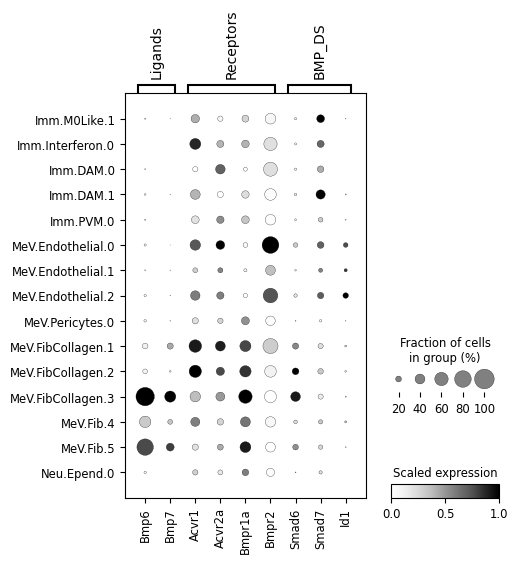 Ligands
Receptors
BMP_DS
Imm.M0Like.1
Imm.Interferon.0
Imm.DAM.0
Imm.DAM.1
Imm.PVM.0
MeV.Endothelial.0
MeV.Endothelial.1
MeV.Endothelial.2
MeV.Pericytes.0
MeV.FibCollagen.1
MeV.FibCollagen.2
MeV.FibCollagen.3
MeV.Fib.4
MeV.Fib.5
Neu.Epend.0
Bmp6
Bmp7
Acvr1
Acvr2a
Bmpr1a
Bmpr2
Smad6
Smad7
Id1
Fraction of cells
in group (%)
20 40 60 80 100
Scaled expression
0.0 0.5 1.0